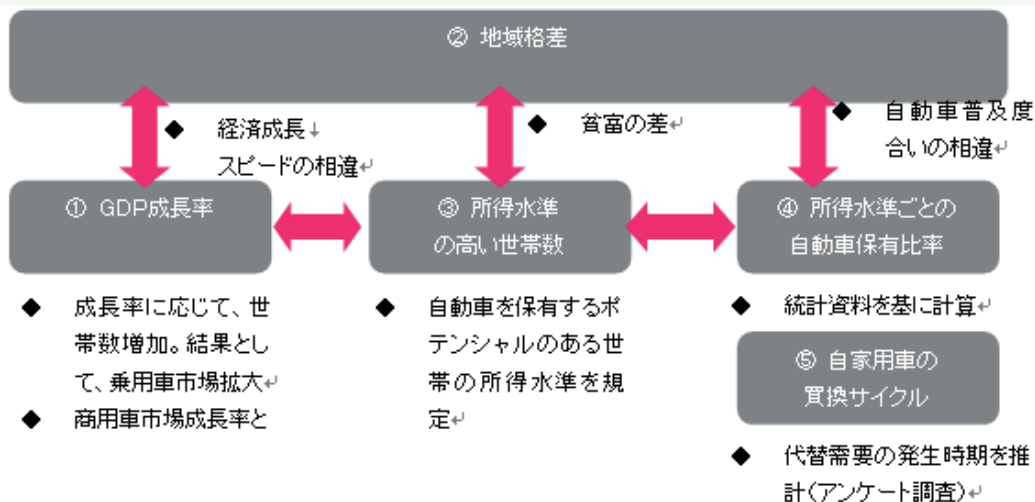 ② 地域格差
◆ 経済成長↓
スピードの相違↵
◆ 貧富の差↵
◆ 自動車普及度
合いの相違↵
① GDP成長率
③ 所得水準
の高い世帯数
④ 所得水準ごとの
自動車保有比率
◆ 成長率に応じて、世
帯数増加。結果とし
て、乗用車市場拡大↵
◆ 商用車市場成長率と
◆ 自動車を保有するポ
テンシャルのある世
帯の所得水準を規
定↵
◆ 統計資料を基に計算↵
⑤ 自家用車の
買換サイクル
◆ 代替需要の発生時期を推
計(アンケート調査)↵